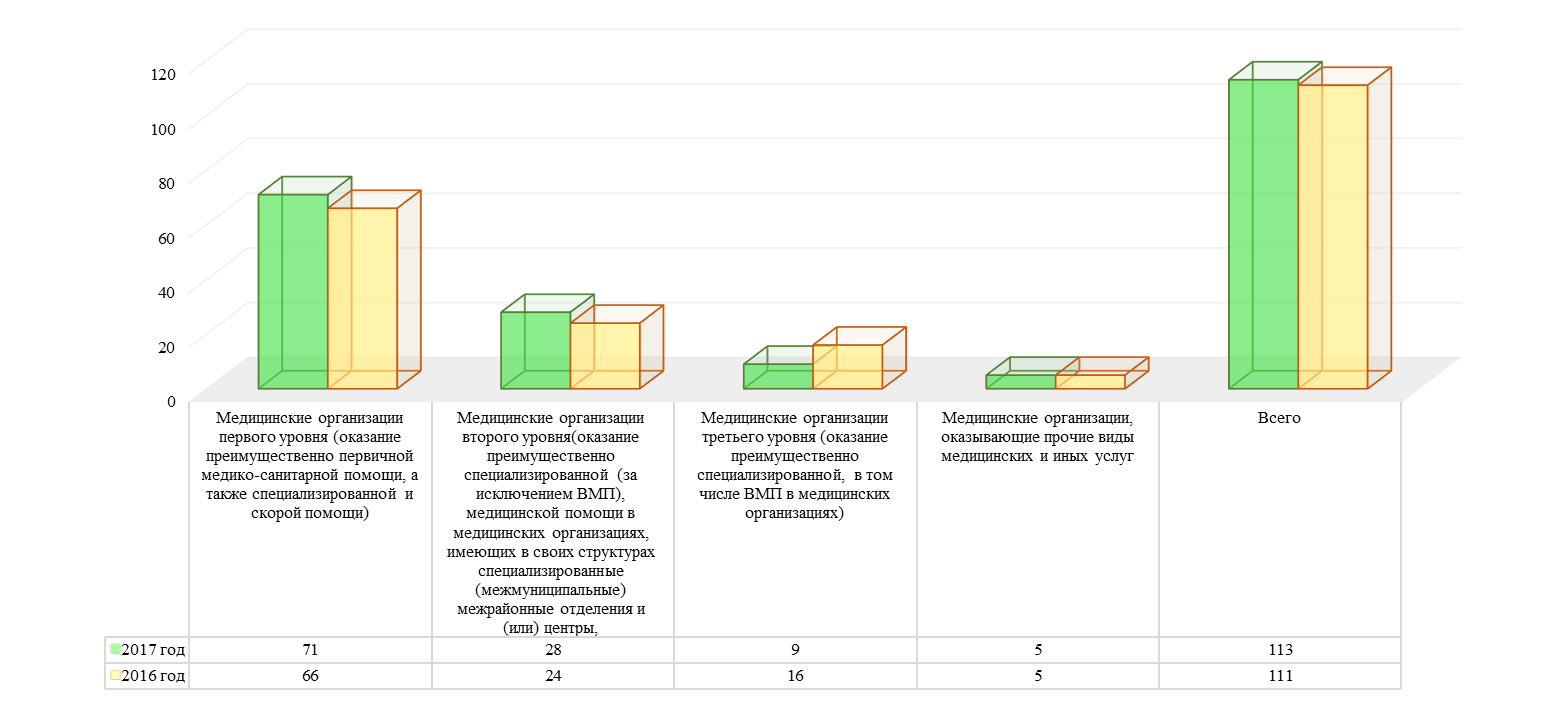 120
100
80
60
40
20
0
Медицинские организации
первого уровня (оказание
преимущественно первичной
медико-санитарной помощи, а
также специализированной и
скорой помощи)
Медицинские организации
второго уровня(оказание
преимущественно
специализированной (за
исключением ВМП),
медицинской помощи в
медицинских организациях,
имеющих в своих структурах
специализированные
(межмуниципальные)
межрайонные отделения и
(или) центры,
Медицинские организации
третьего уровня (оказание
преимущественно
специализированной, в том
числе ВМП в медицинских
организациях)
Медицинские организации,
оказывающие прочие виды
медицинских и иных услуг
Всего
2017 год 71 28 9 5 113
2016 год 66 24 16 5 111